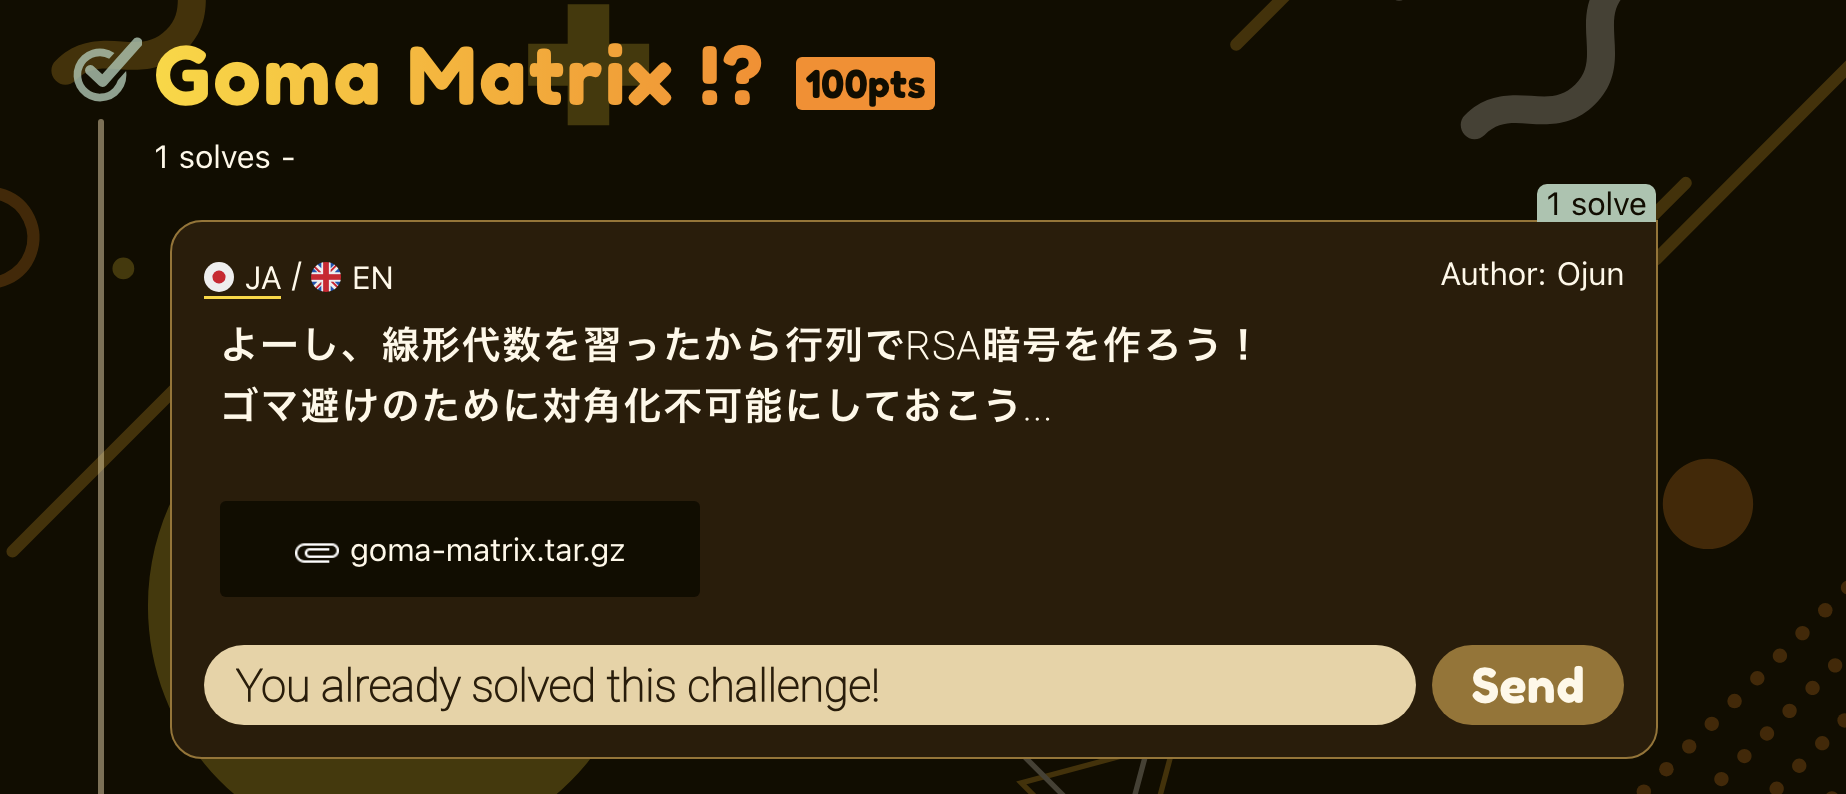 Goma Matrix !? 100pts
1 solves -
1 solve
JA / EN
Author: Ojun
よーし、線形代数を習ったから行列でRSA暗号を作ろう！
ゴマ避けのために対角化不可能にしておこう...
goma-matrix.tar.gz
You already solved this challenge!
Send